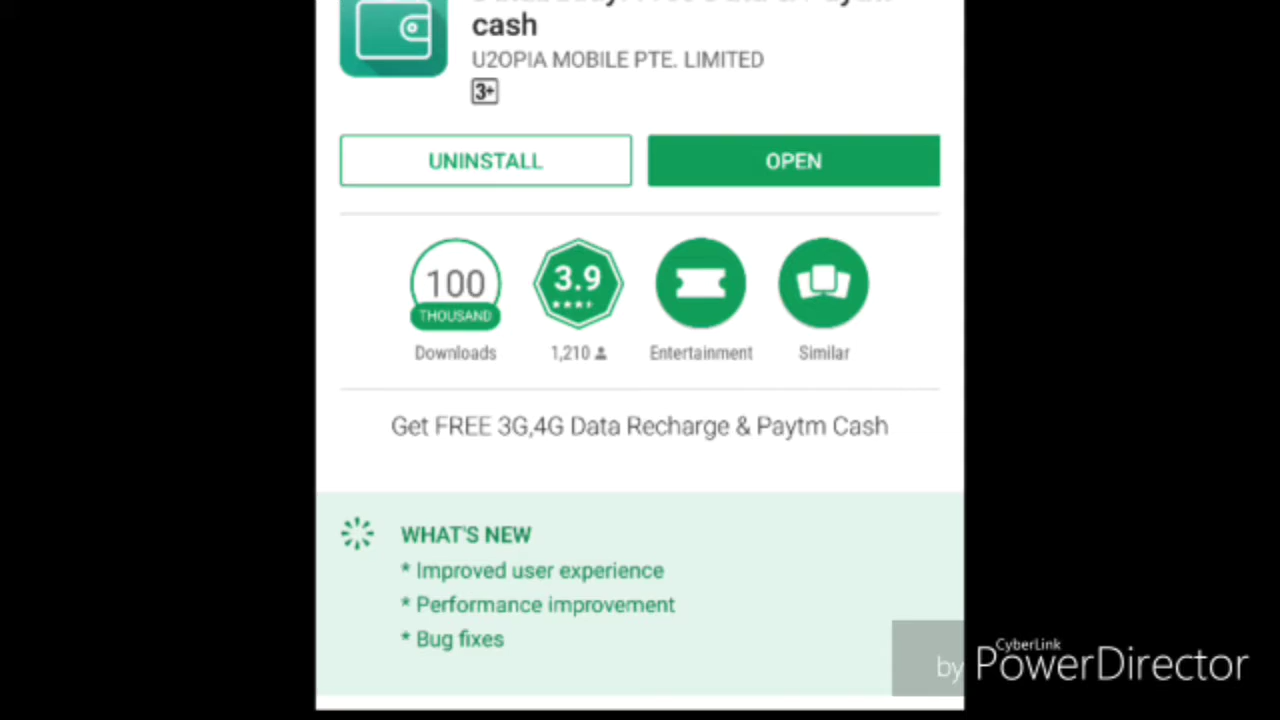 cash
U2OPIA MOBILE PTE. LIMITED
3+
UNINSTALL
OPEN
100
THOUSAND
Downloads
3.9
1,210
Entertainment
Similar
Get FREE 3G,4G Data Recharge & Paytm Cash
WHAT'S NEW
* Improved user experience
* Performance improvement
* Bug fixes
by CyberLink
PowerDirector